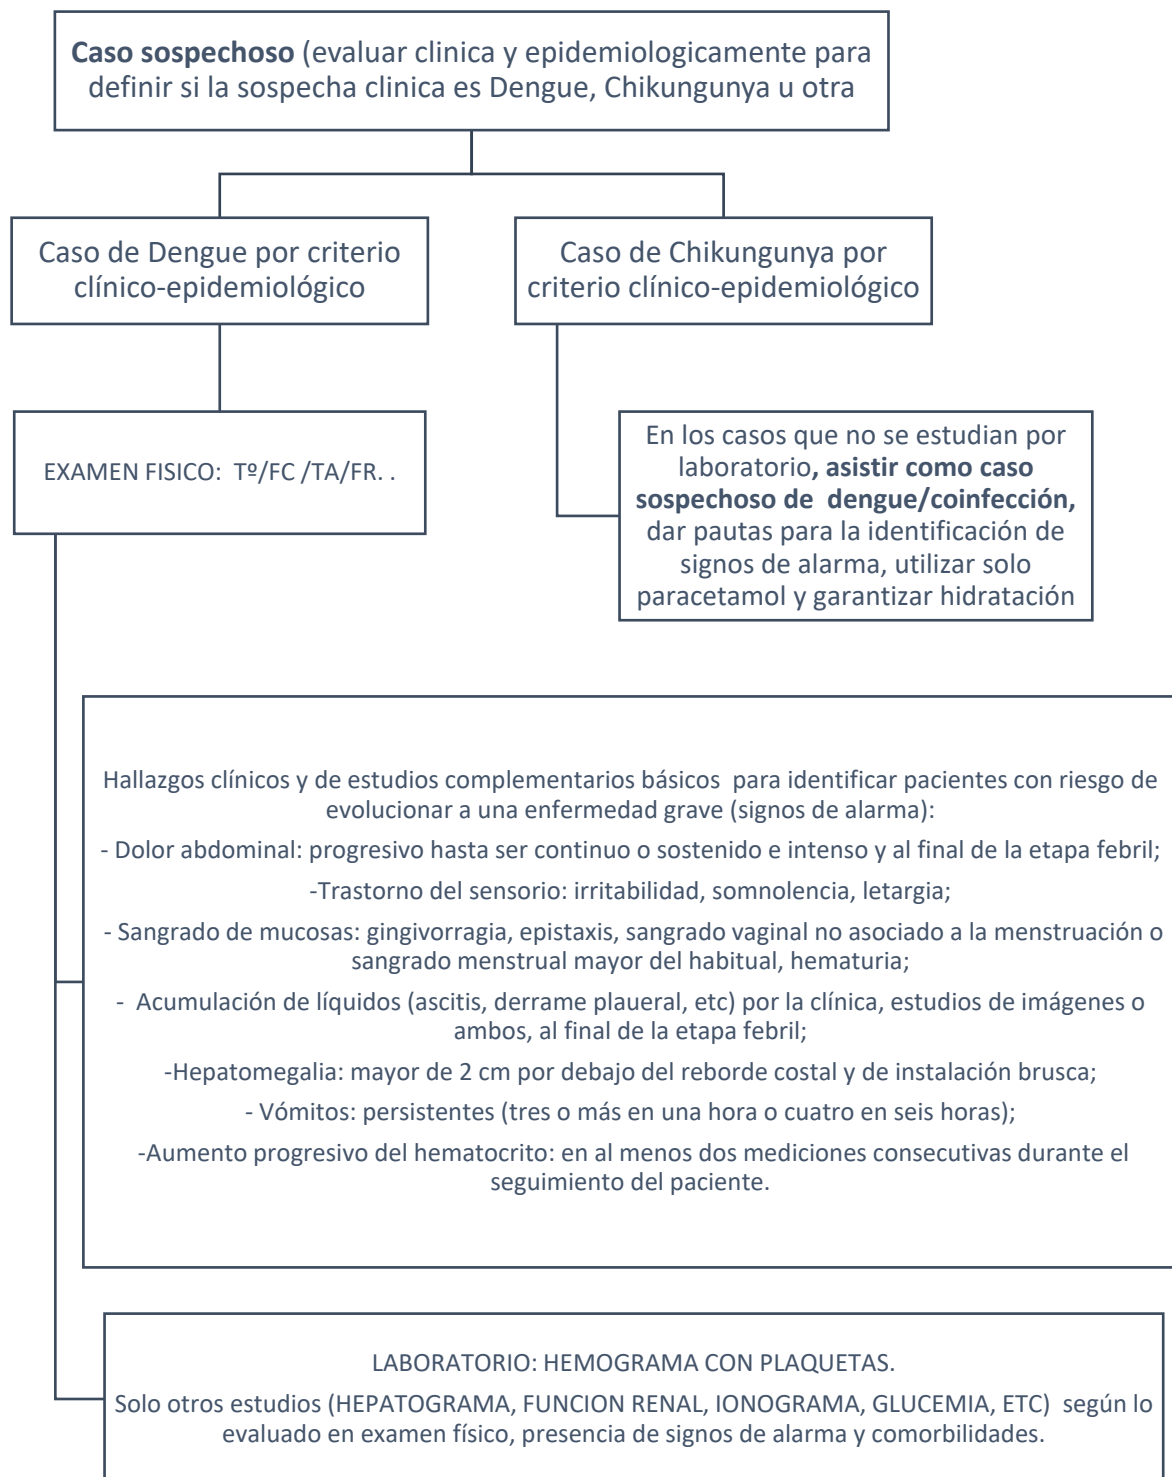 Caso sospechoso (evaluar clinica y epidemiologicamente para
definir si la sospecha clinica es Dengue, Chikungunya u otra
Caso de Dengue por criterio
clínico-epidemiológico
Caso de Chikungunya por
criterio clínico-epidemiológico
EXAMEN FISICO: Tº/FC /TA/FR. .
En los casos que no se estudian por
laboratorio, asistir como caso
sospechoso de dengue/coinfección,
dar pautas para la identificación de
signos de alarma, utilizar solo
paracetamol y garantizar hidratación
Hallazgos clínicos y de estudios complementarios básicos para identificar pacientes con riesgo de
evolucionar a una enfermedad grave (signos de alarma):
- Dolor abdominal: progresivo hasta ser continuo o sostenido e intenso y al final de la etapa febril;
-Trastorno del sensorio: irritabilidad, somnolencia, letargia;
- Sangrado de mucosas: gingivorragia, epistaxis, sangrado vaginal no asociado a la menstruación o
sangrado menstrual mayor del habitual, hematuria;
- Acumulación de líquidos (ascitis, derrame plaueral, etc) por la clínica, estudios de imágenes o
ambos, al final de la etapa febril;
-Hepatomegalia: mayor de 2 cm por debajo del reborde costal y de instalación brusca;
- Vómitos: persistentes (tres o más en una hora o cuatro en seis horas);
-Aumento progresivo del hematocrito: en al menos dos mediciones consecutivas durante el
seguimiento del paciente.
LABORATORIO: HEMOGRAMA CON PLAQUETAS.
Solo otros estudios (HEPATOGRAMA, FUNCION RENAL, IONOGRAMA, GLUCEMIA, ETC) según lo
evaluado en examen físico, presencia de signos de alarma y comorbilidades.